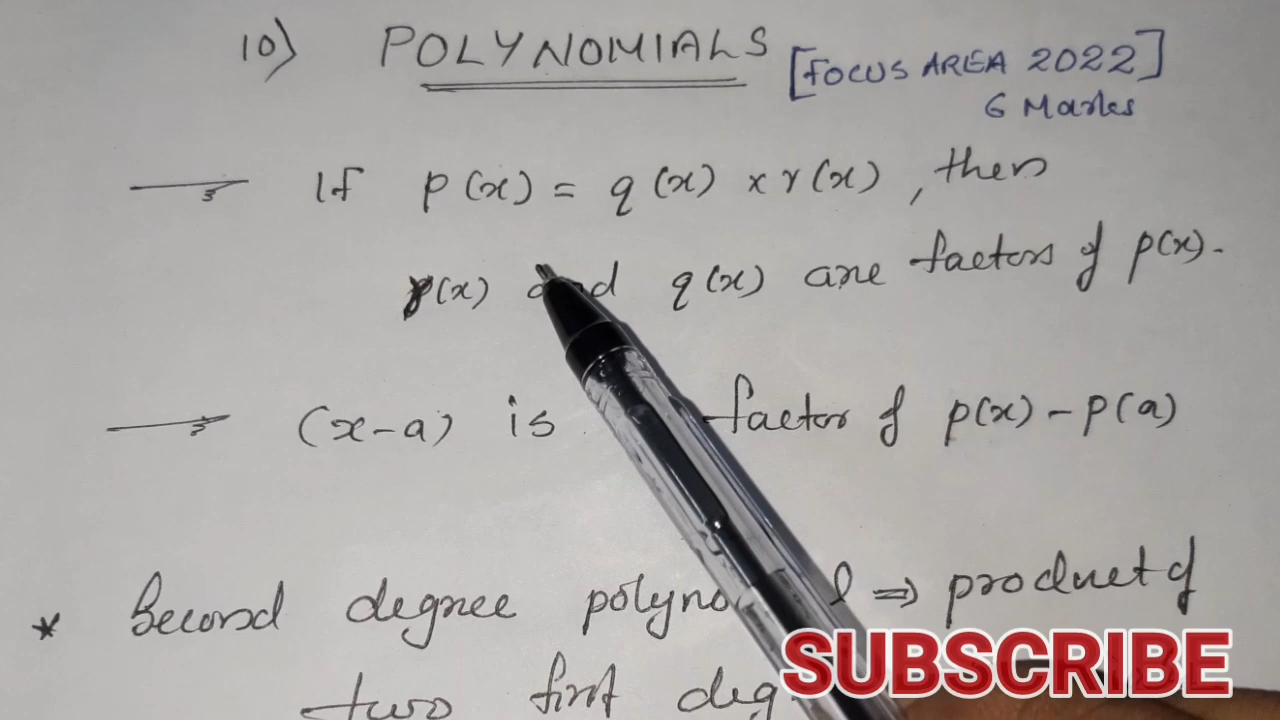 10) POLYNOMIALS [FOCUS AREA 2022]
6 Marks
→ If p(x) = q(x) x r(x), then
r(x) and q(x) are factors of p(x).
→ (x-a) is factor of p(x) - p(a)
* Second degree polynomial ⇒ product of
two first
SUBSCRIBE